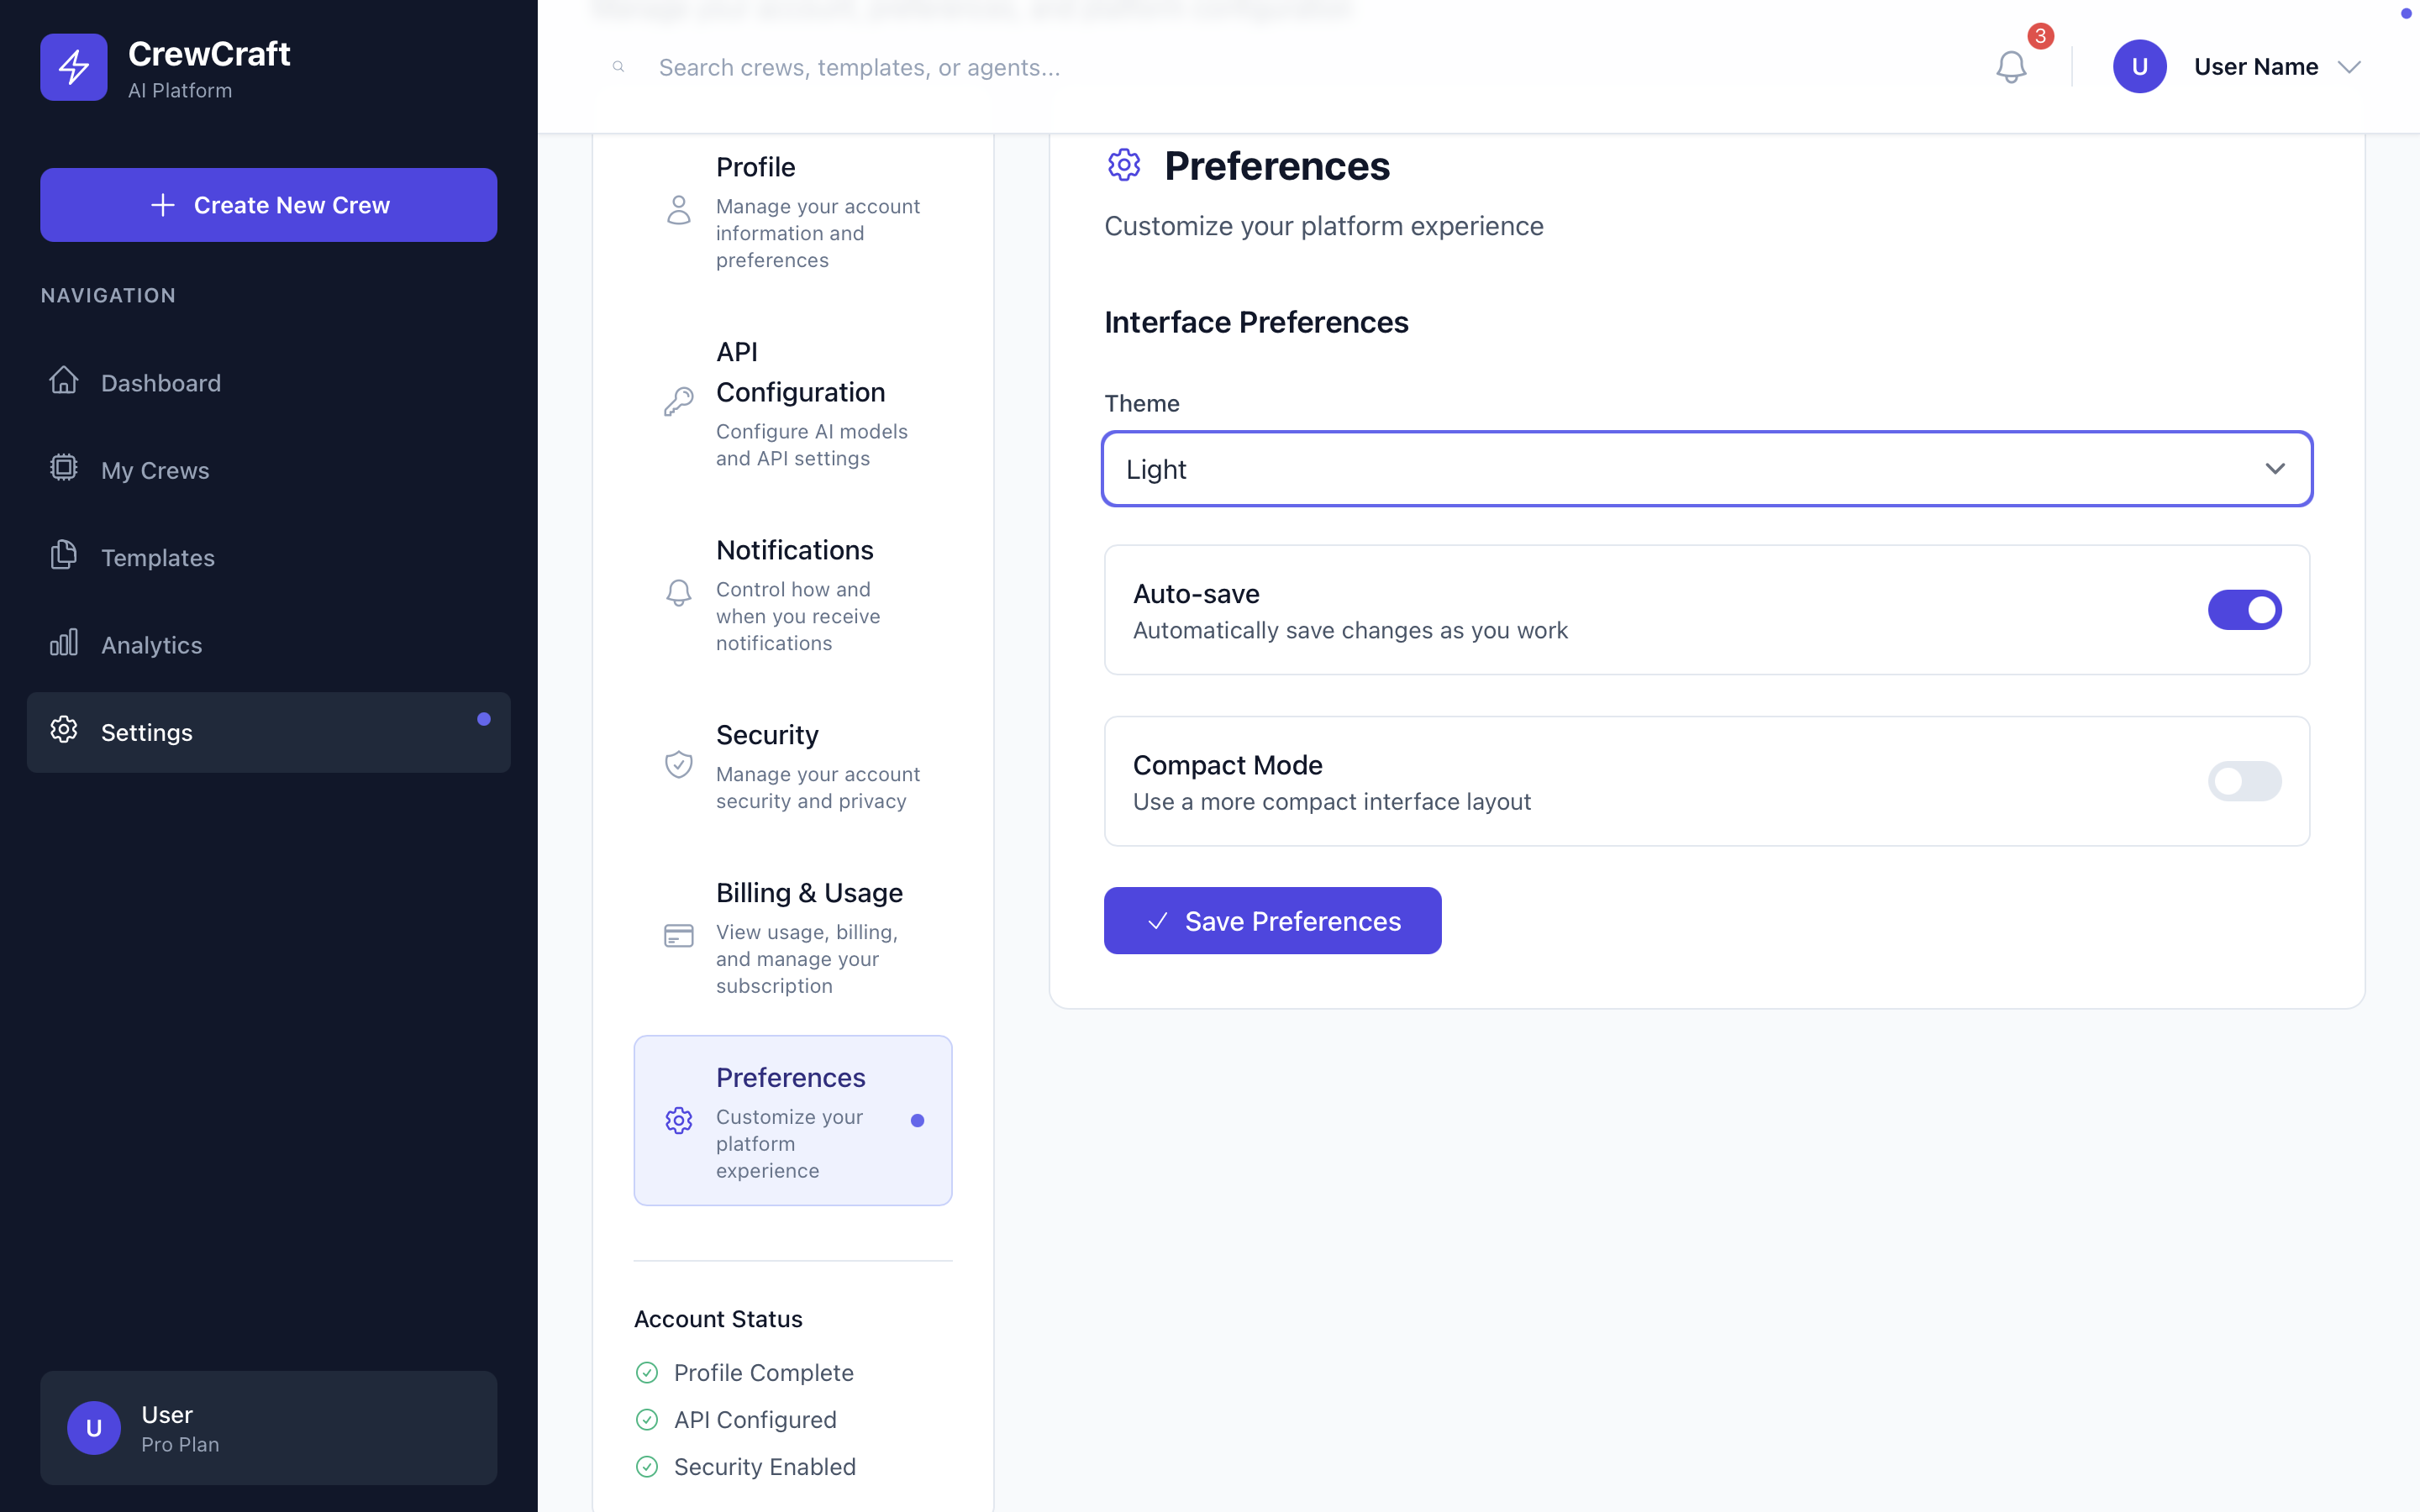 CrewCraft
AI Platform
Create New Crew
NAVIGATION
Dashboard
My Crews
Templates
Analytics
Settings
U
User
Pro Plan
Search crews, templates, or agents...
3
U
User Name
Profile
Manage your account
information and
preferences
API
Configuration
Configure AI models
and API settings
Notifications
Control how and
when you receive
notifications
Security
Manage your account
security and privacy
Billing & Usage
View usage, billing,
and manage your
subscription
Preferences
Customize your
platform
experience
Account Status
Profile Complete
API Configured
Security Enabled
Preferences
Customize your platform experience
Interface Preferences
Theme
Light
Auto-save
Automatically save changes as you work
Compact Mode
Use a more compact interface layout
Save Preferences